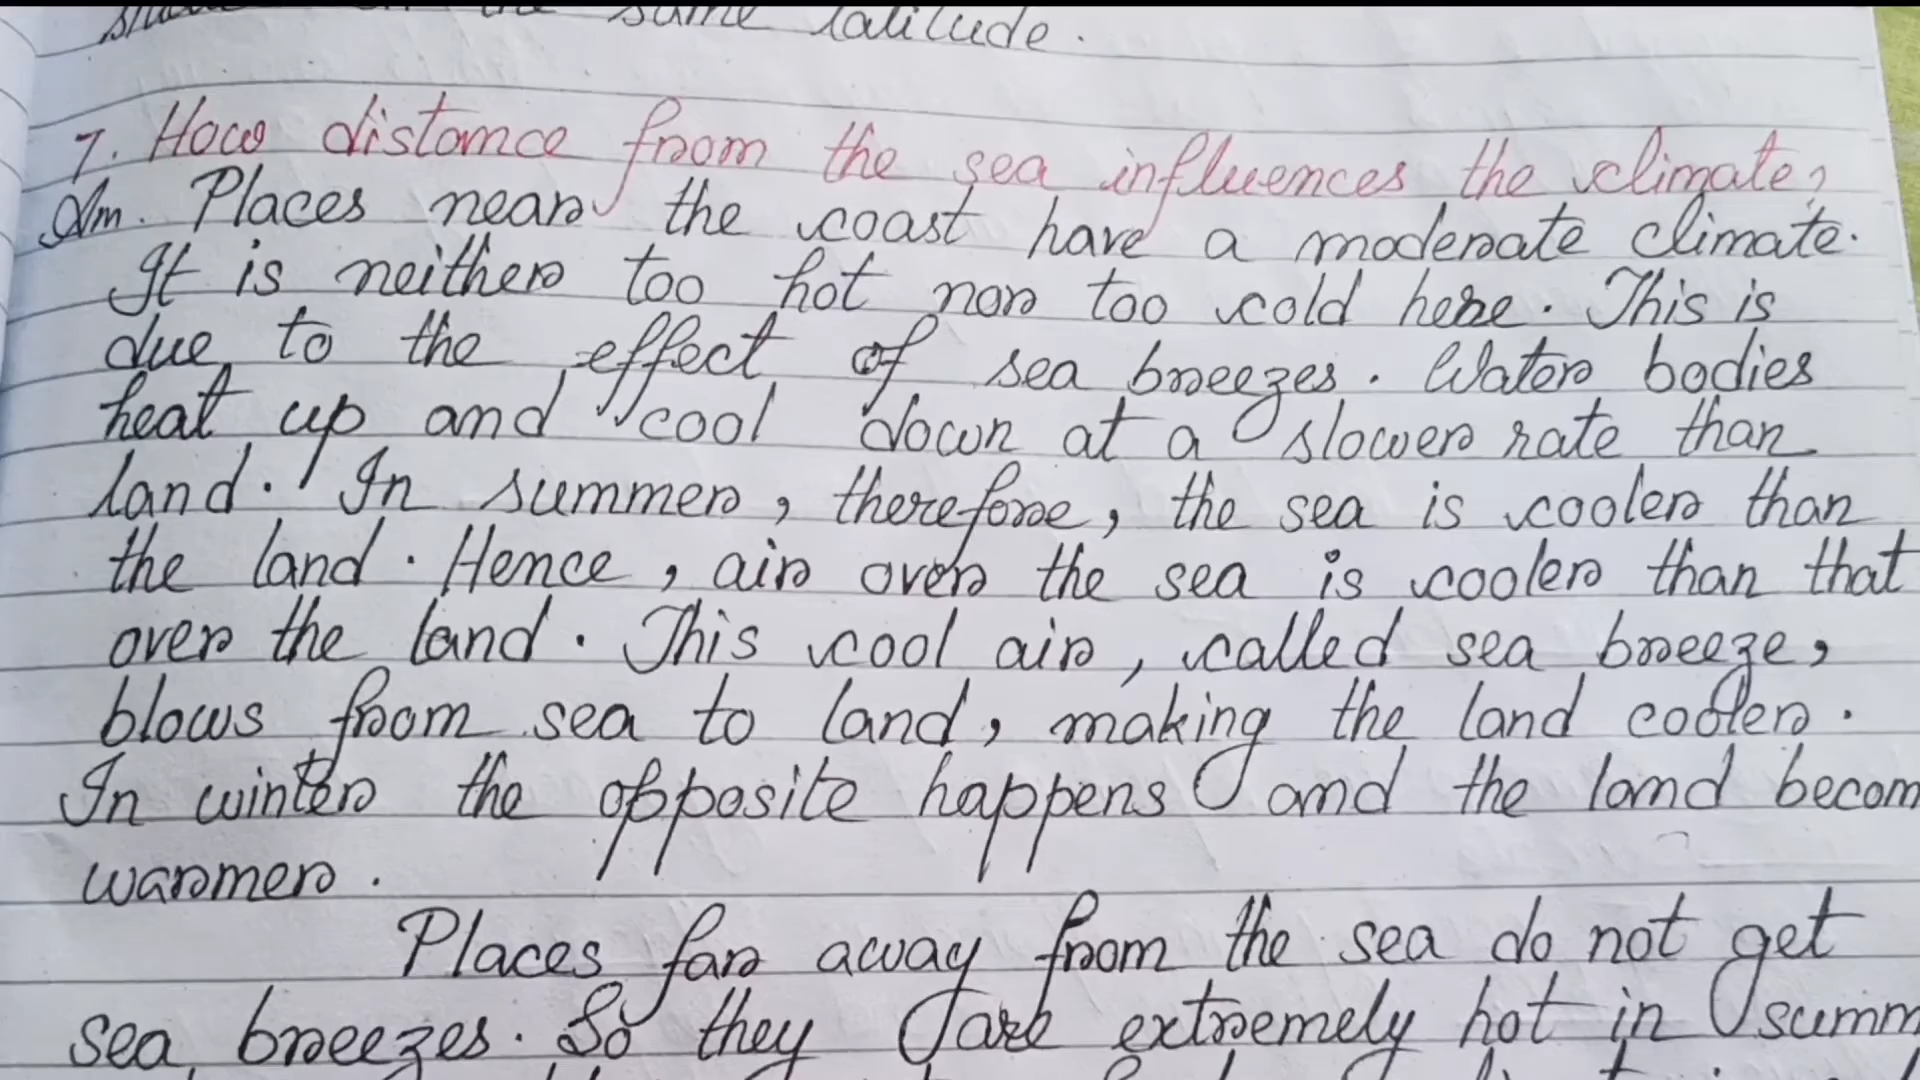 same latitude.
7. How distance from the sea influences the climate?
Ans. Places near the coast have a moderate climate.
It is neither too hot nor too cold here. This is
due to the effect of sea breezes. Water bodies
heat up and cool down at a slower rate than
land. In summer, therefore, the sea is cooler than
the land. Hence, air over the sea is cooler than that
over the land. This cool air, called sea breeze,
blows from sea to land, making the land cooler.
In winter the opposite happens and the land becom
warmer.
Places far away from the sea do not get
sea breezes. So they are extremely hot in summ